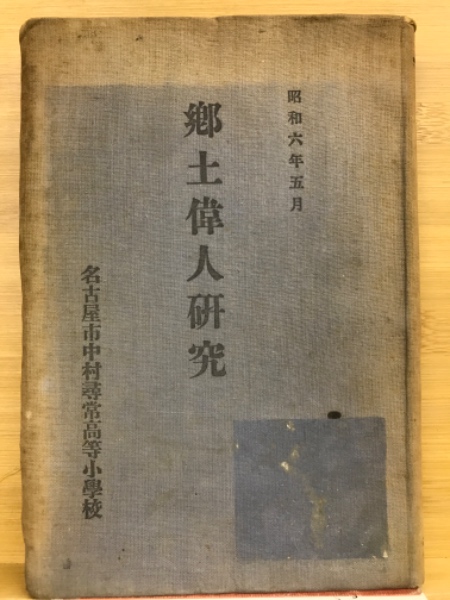 昭和六年五月
鄉土偉人硏究
名古屋市中村尋常高等小學校